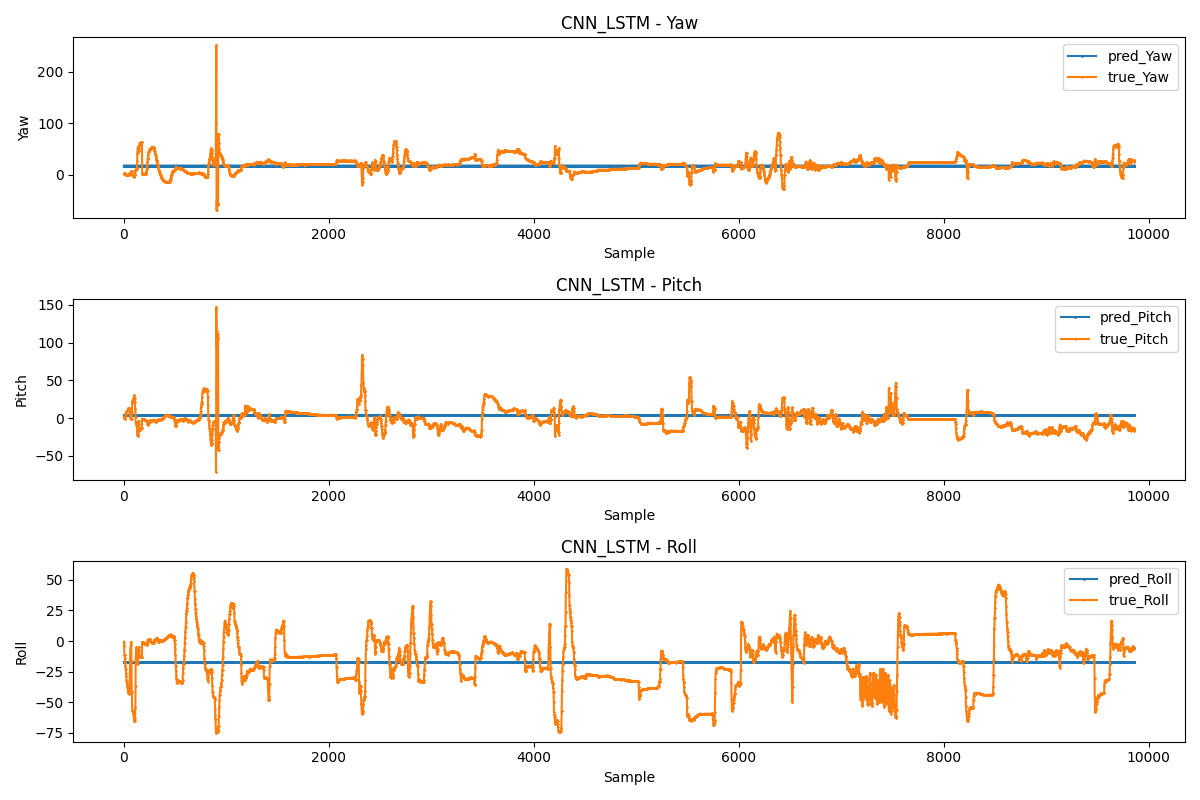 CNN_LSTM - Yaw
pred_Yaw
true_Yaw
200
100
0
Yaw
0 2000 4000 6000 8000 10000
Sample
CNN_LSTM - Pitch
pred_Pitch
true_Pitch
150
100
50
0
−50
Pitch
0 2000 4000 6000 8000 10000
Sample
CNN_LSTM - Roll
pred_Roll
true_Roll
50
25
0
−25
−50
−75
Roll
0 2000 4000 6000 8000 10000
Sample